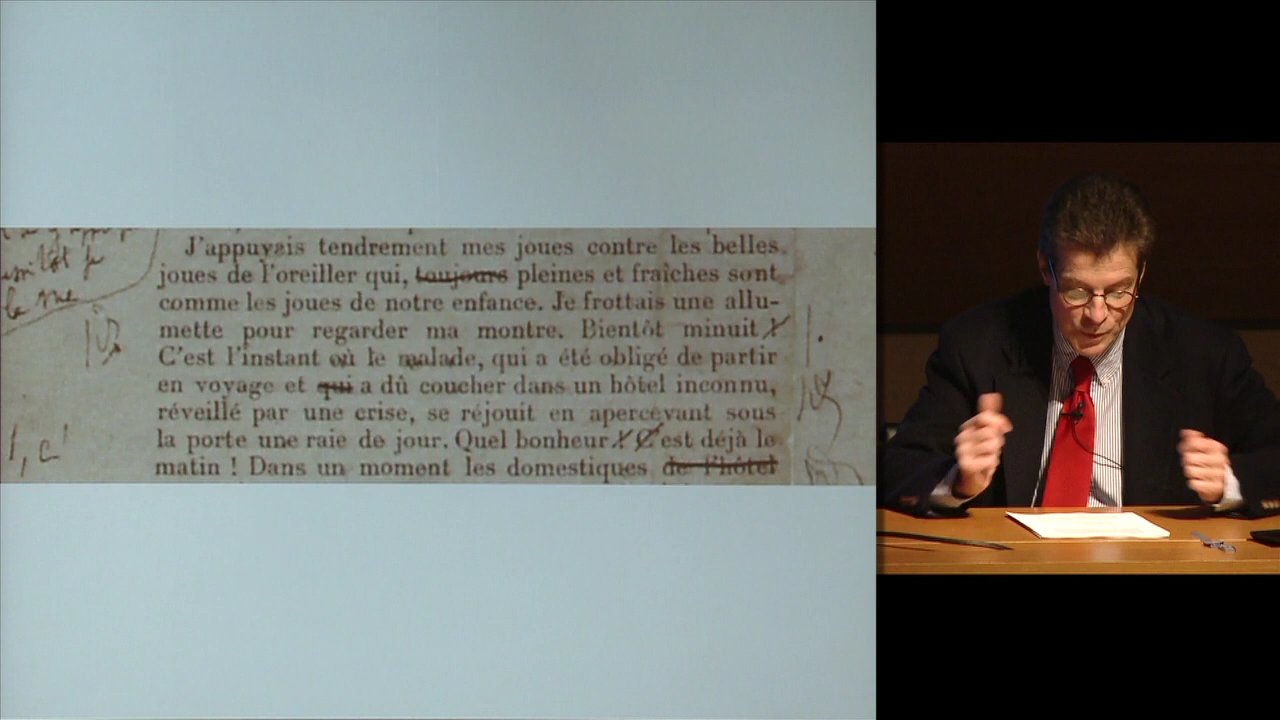 J'appuyais tendrement mes joues contre les belles
joues de l'oreiller qui, toujours pleines et fraîches sont
comme les joues de notre enfance. Je frottais une allu-
mette pour regarder ma montre. Bientôt minuit
C'est l'instant où le malade, qui a été obligé de partir
en voyage et qui a dû coucher dans un hôtel inconnu,
réveillé par une crise, se réjouit en apercevant sous
la porte une raie de jour. Quel bonheur C'est déjà le
matin ! Dans un moment les domestiques de l'hôtel